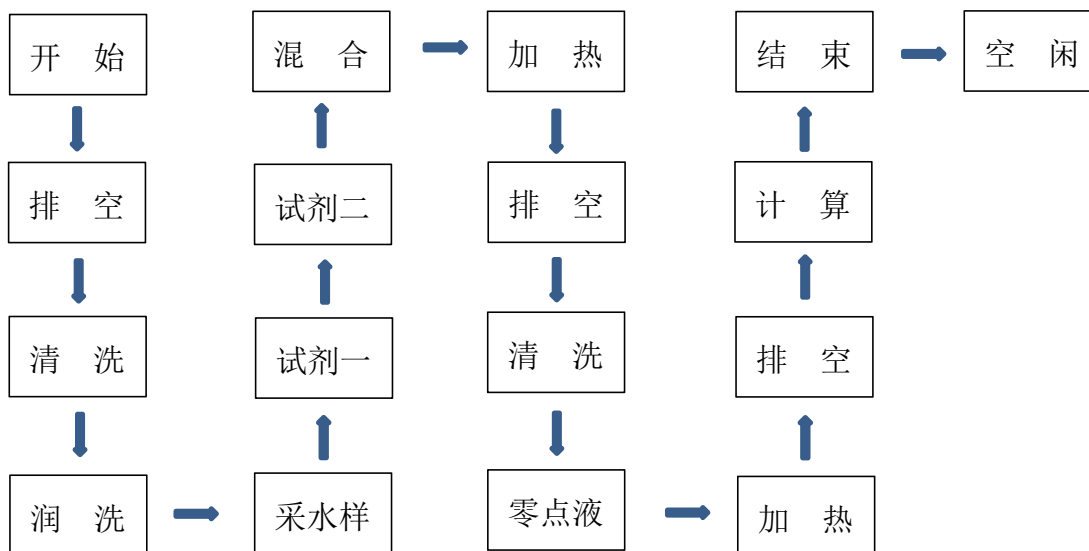 开 始
排 空
清 洗
润 洗
采水样
试剂一
试剂二
混 合
加 热
排 空
清 洗
零点液
加 热
排 空
计 算
结 束
空 闲